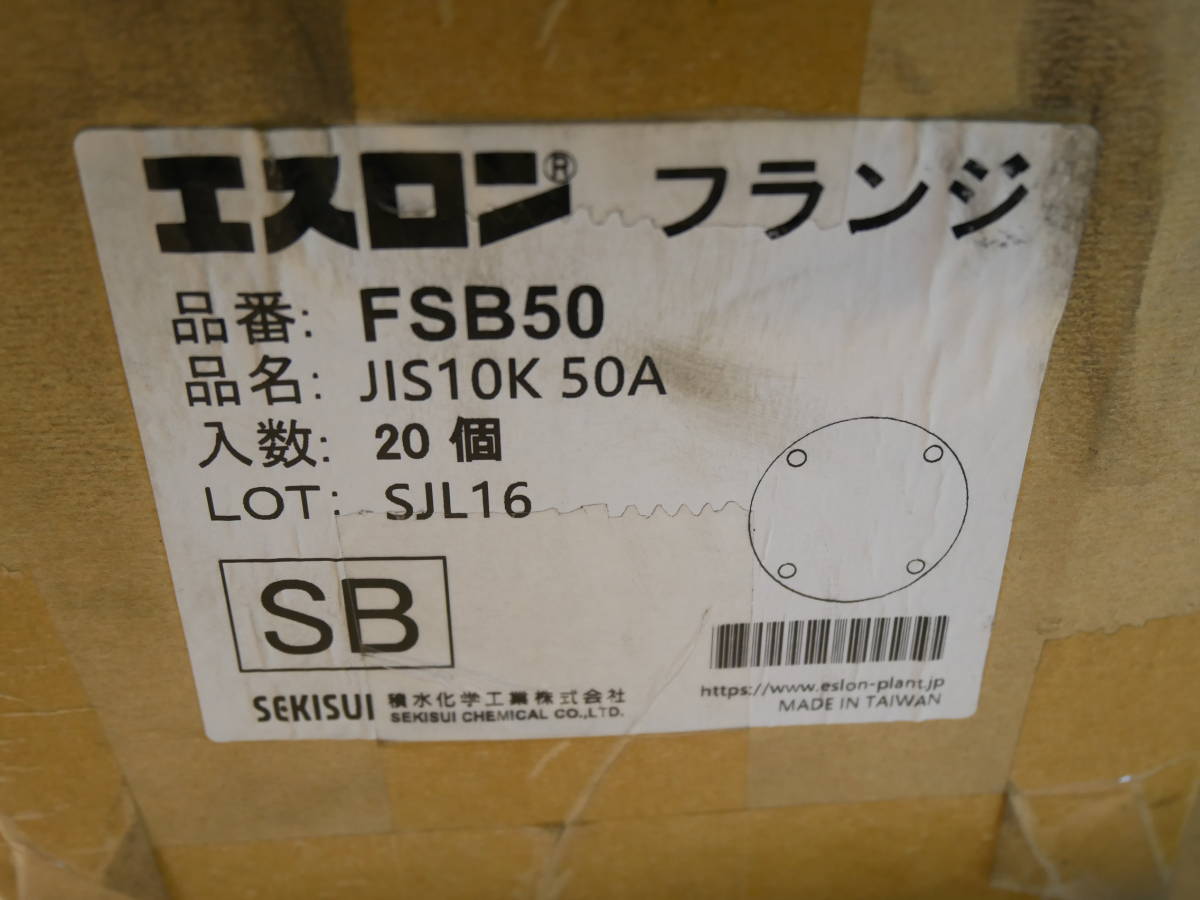 エスロン® フランジ
品番: FSB50
品名: JIS10K 50A
入数: 20 個
LOT: SJL16
SB
SEKISUI 積水化学工業株式会社
SEKISUI CHEMICAL CO.,LTD.
https://www.eslon-plant.jp
MADE IN TAIWAN